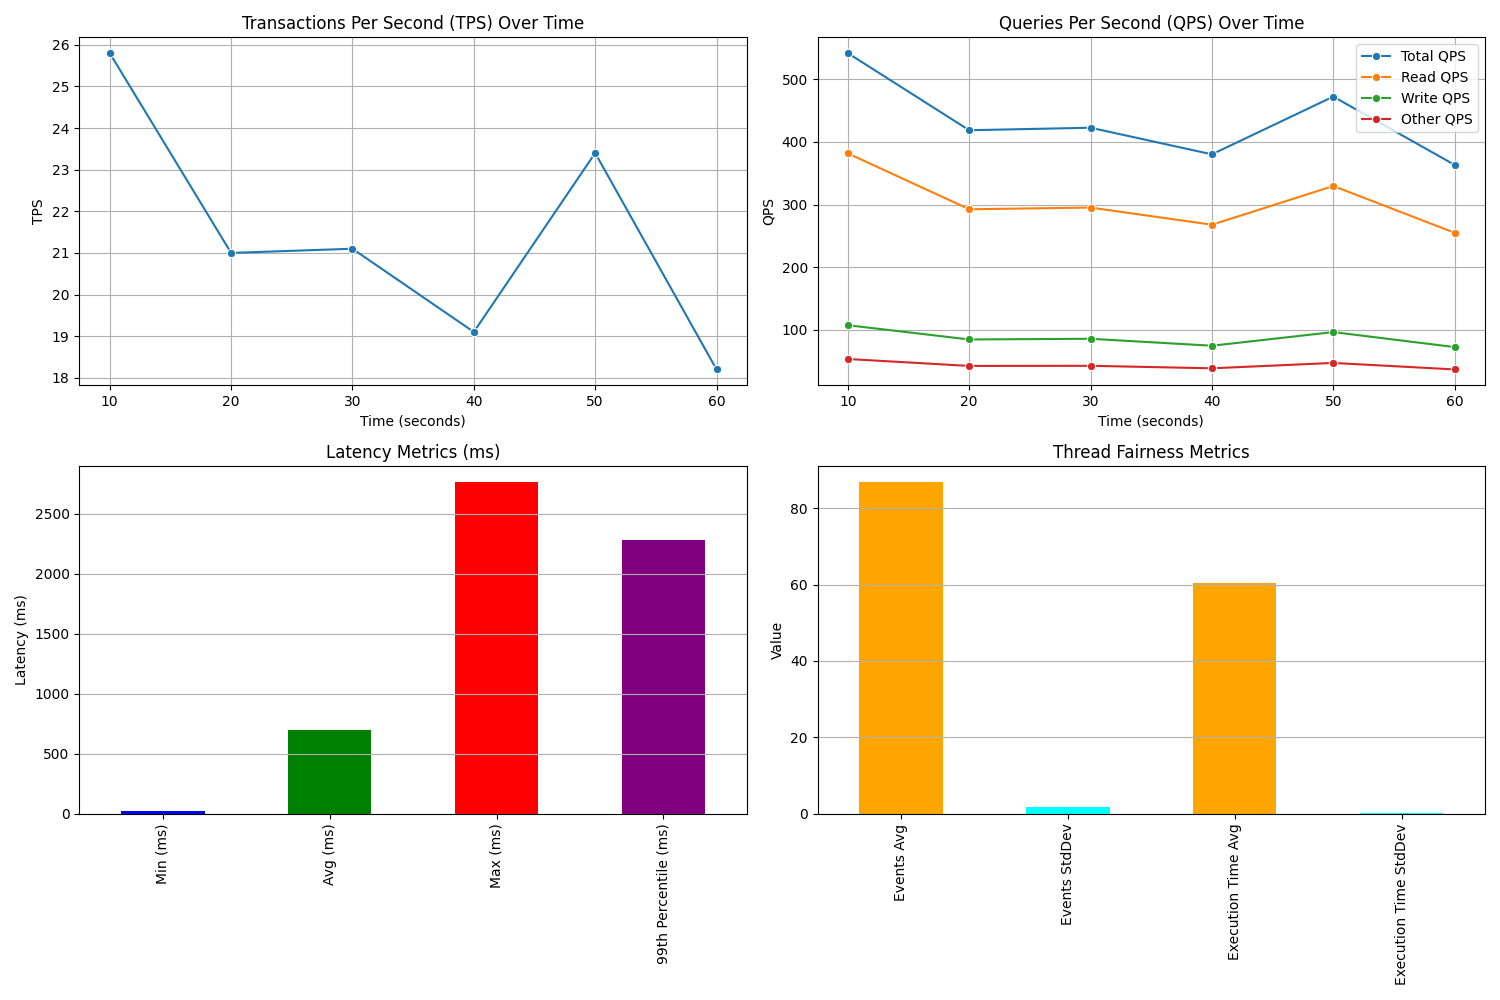 Transactions Per Second (TPS) Over Time
26
25
24
23
22
21
20
19
18
TPS
10 20 30 40 50 60
Time (seconds)
Queries Per Second (QPS) Over Time
Total QPS
Read QPS
Write QPS
Other QPS
500
400
300
200
100
QPS
10 20 30 40 50 60
Time (seconds)
Latency Metrics (ms)
2500
2000
1500
1000
500
0
Latency (ms)
Min (ms)
Avg (ms)
Max (ms)
99th Percentile (ms)
Thread Fairness Metrics
80
60
40
20
0
Value
Events Avg
Events StdDev
Execution Time Avg
Execution Time StdDev